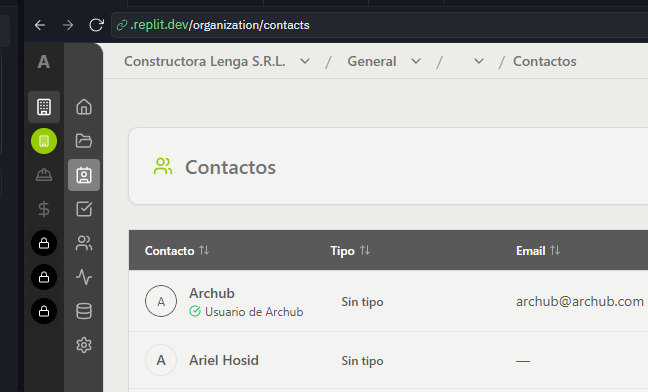 .replit.dev/organization/contacts
A
Constructora Lenga S.R.L. / General / / Contactos
Contactos
Contacto Tipo Email
A Archub Sin tipo archub@archub.com
Usuario de Archub
A Ariel Hosid Sin tipo —